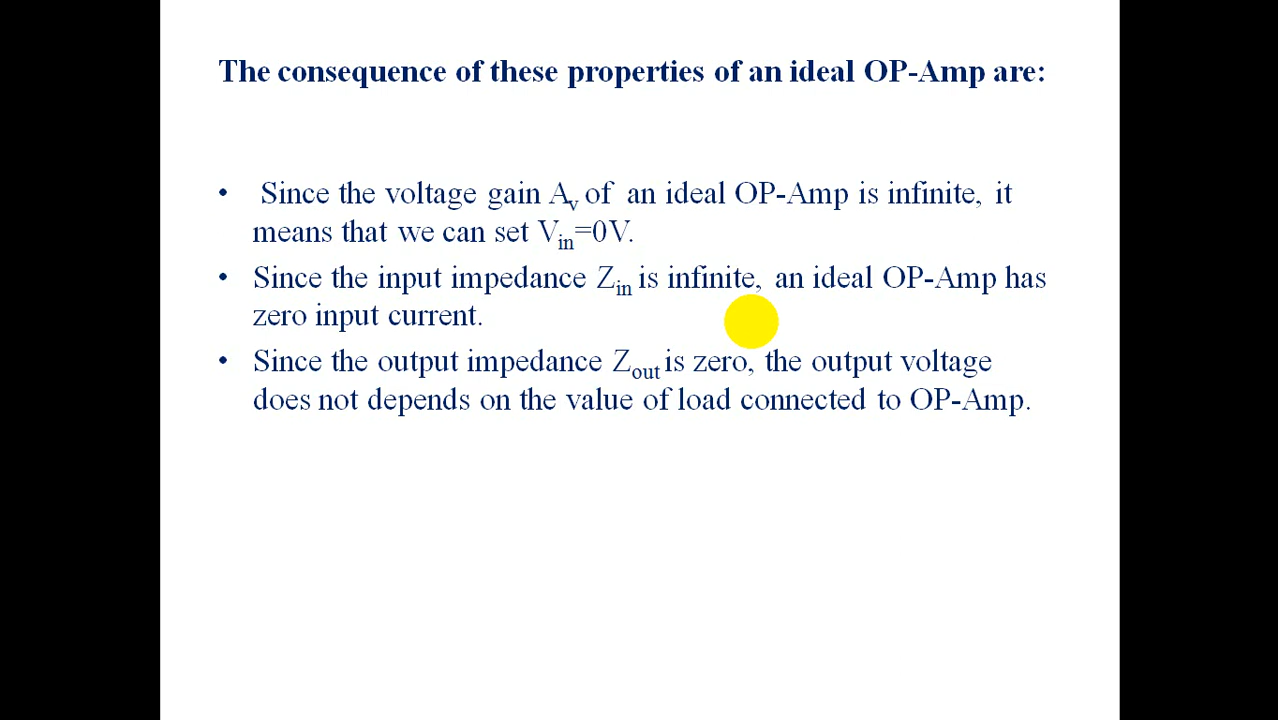 The consequence of these properties of an ideal OP-Amp are:
• Since the voltage gain Av of an ideal OP-Amp is infinite, it
means that we can set Vin=0V.
• Since the input impedance Zin is infinite, an ideal OP-Amp has
zero input current.
• Since the output impedance Zout is zero, the output voltage
does not depends on the value of load connected to OP-Amp.